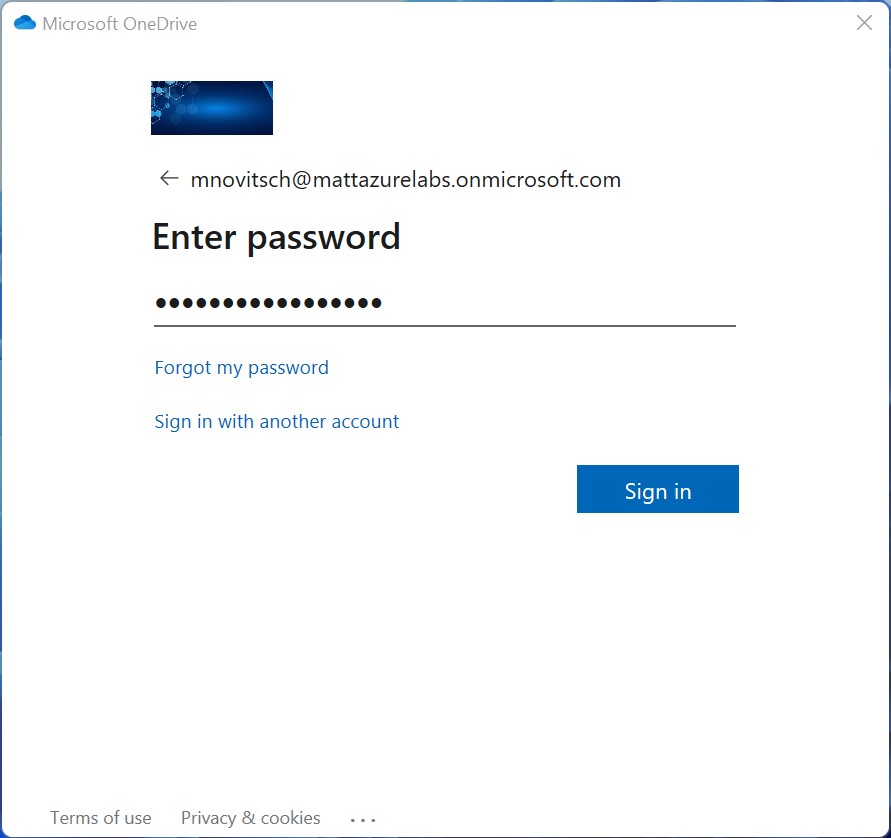 Microsoft OneDrive
mnovitsch@mattazurelabs.onmicrosoft.com
Enter password
•••••••••••••••••
Forgot my password
Sign in with another account
Sign in
Terms of use Privacy & cookies ...